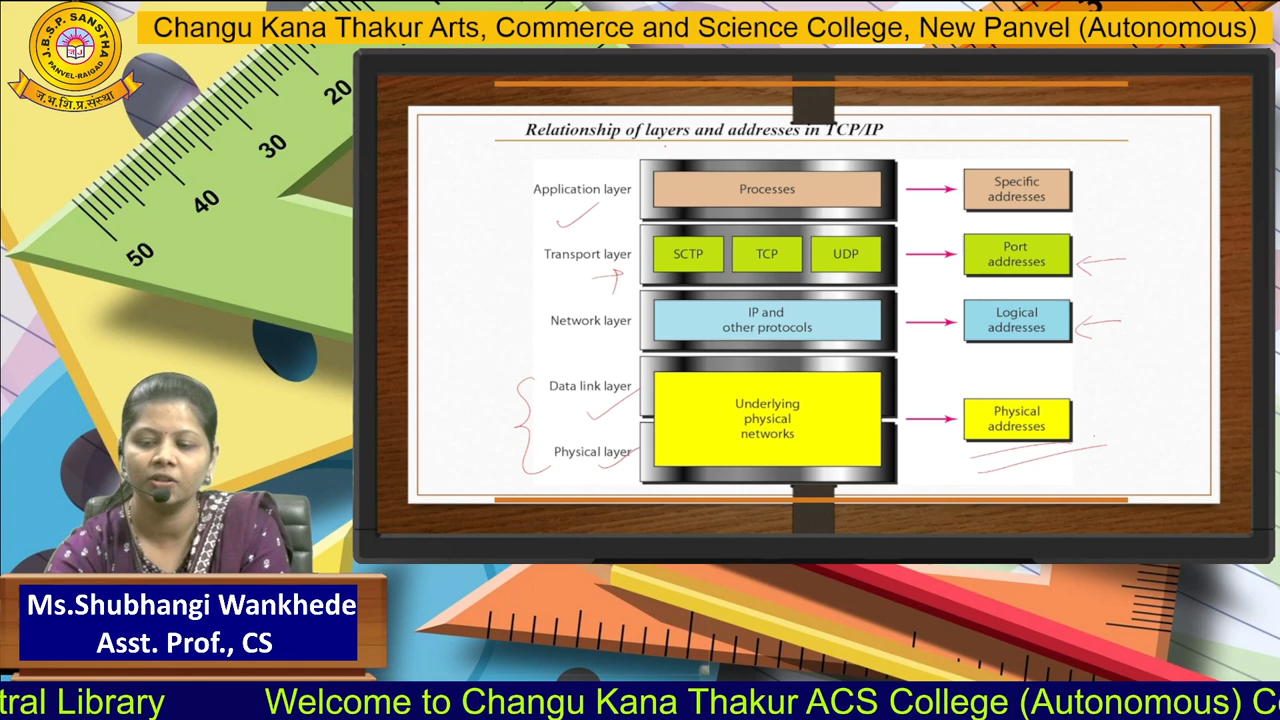 Changu Kana Thakur Arts, Commerce and Science College, New Panvel (Autonomous)
J.B.S.P. SANSTHA
PANVEL-RAIGAD
ज.भ.शि.प्र.संस्था
20
30
40
50
Relationship of layers and addresses in TCP/IP
Application layer
Processes
Specific
addresses
Transport layer
SCTP
TCP
UDP
Port
addresses
Network layer
IP and
other protocols
Logical
addresses
Data link layer
Underlying
physical
networks
Physical
addresses
Physical layer
Ms.Shubhangi Wankhede
Asst. Prof., CS
tral Library Welcome to Changu Kana Thakur ACS College (Autonomous) C